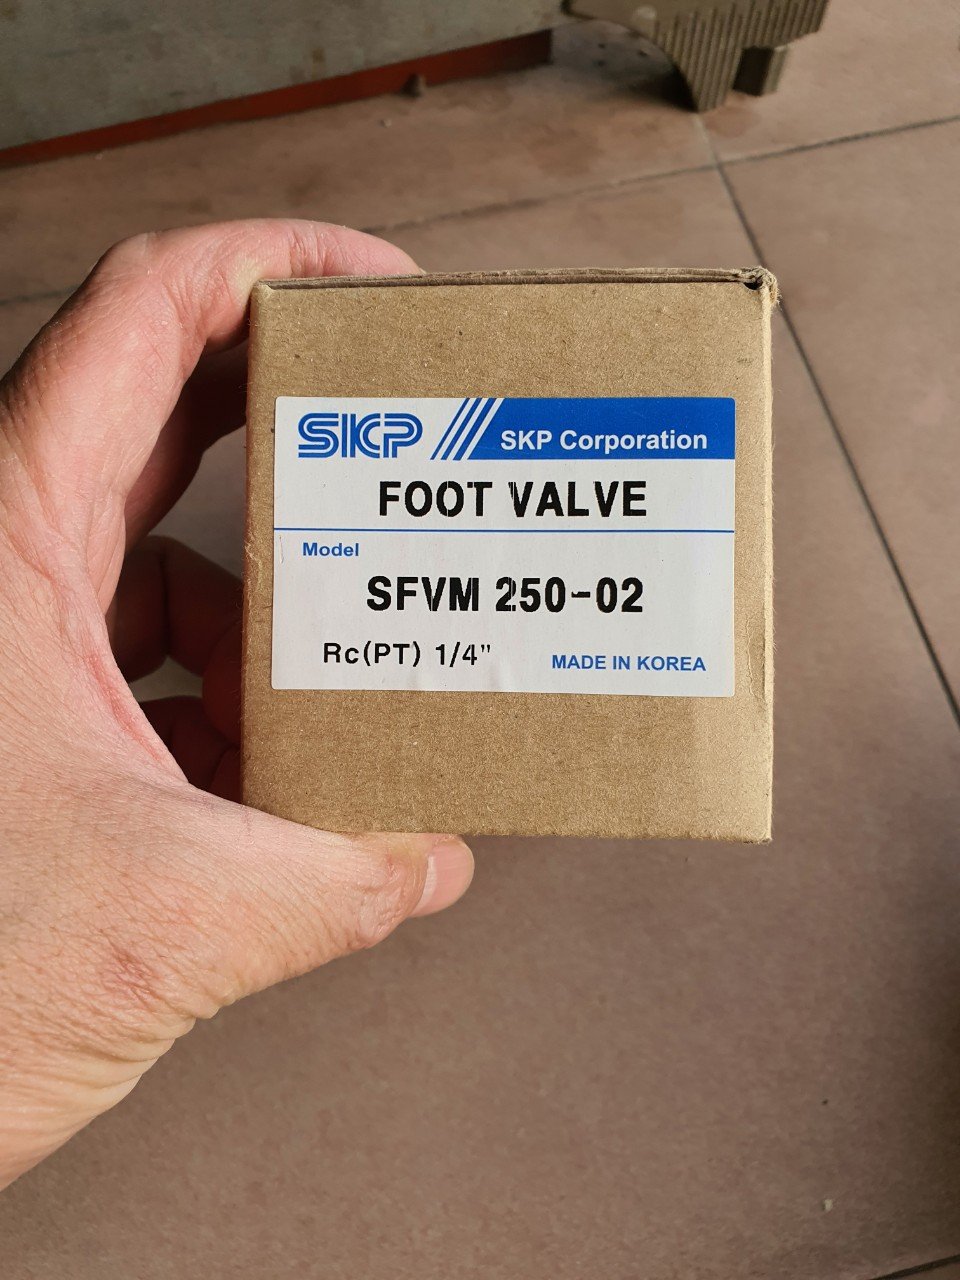 SKP SKP Corporation
FOOT VALVE
Model
SFVM 250-02
Rc(PT) 1/4" MADE IN KOREA